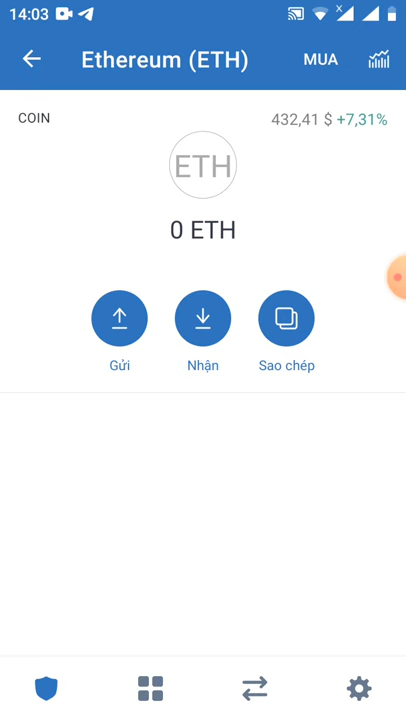 14:03
Ethereum (ETH)
MUA
COIN
432,41 $ +7,31%
ETH
0 ETH
Gửi
Nhận
Sao chép